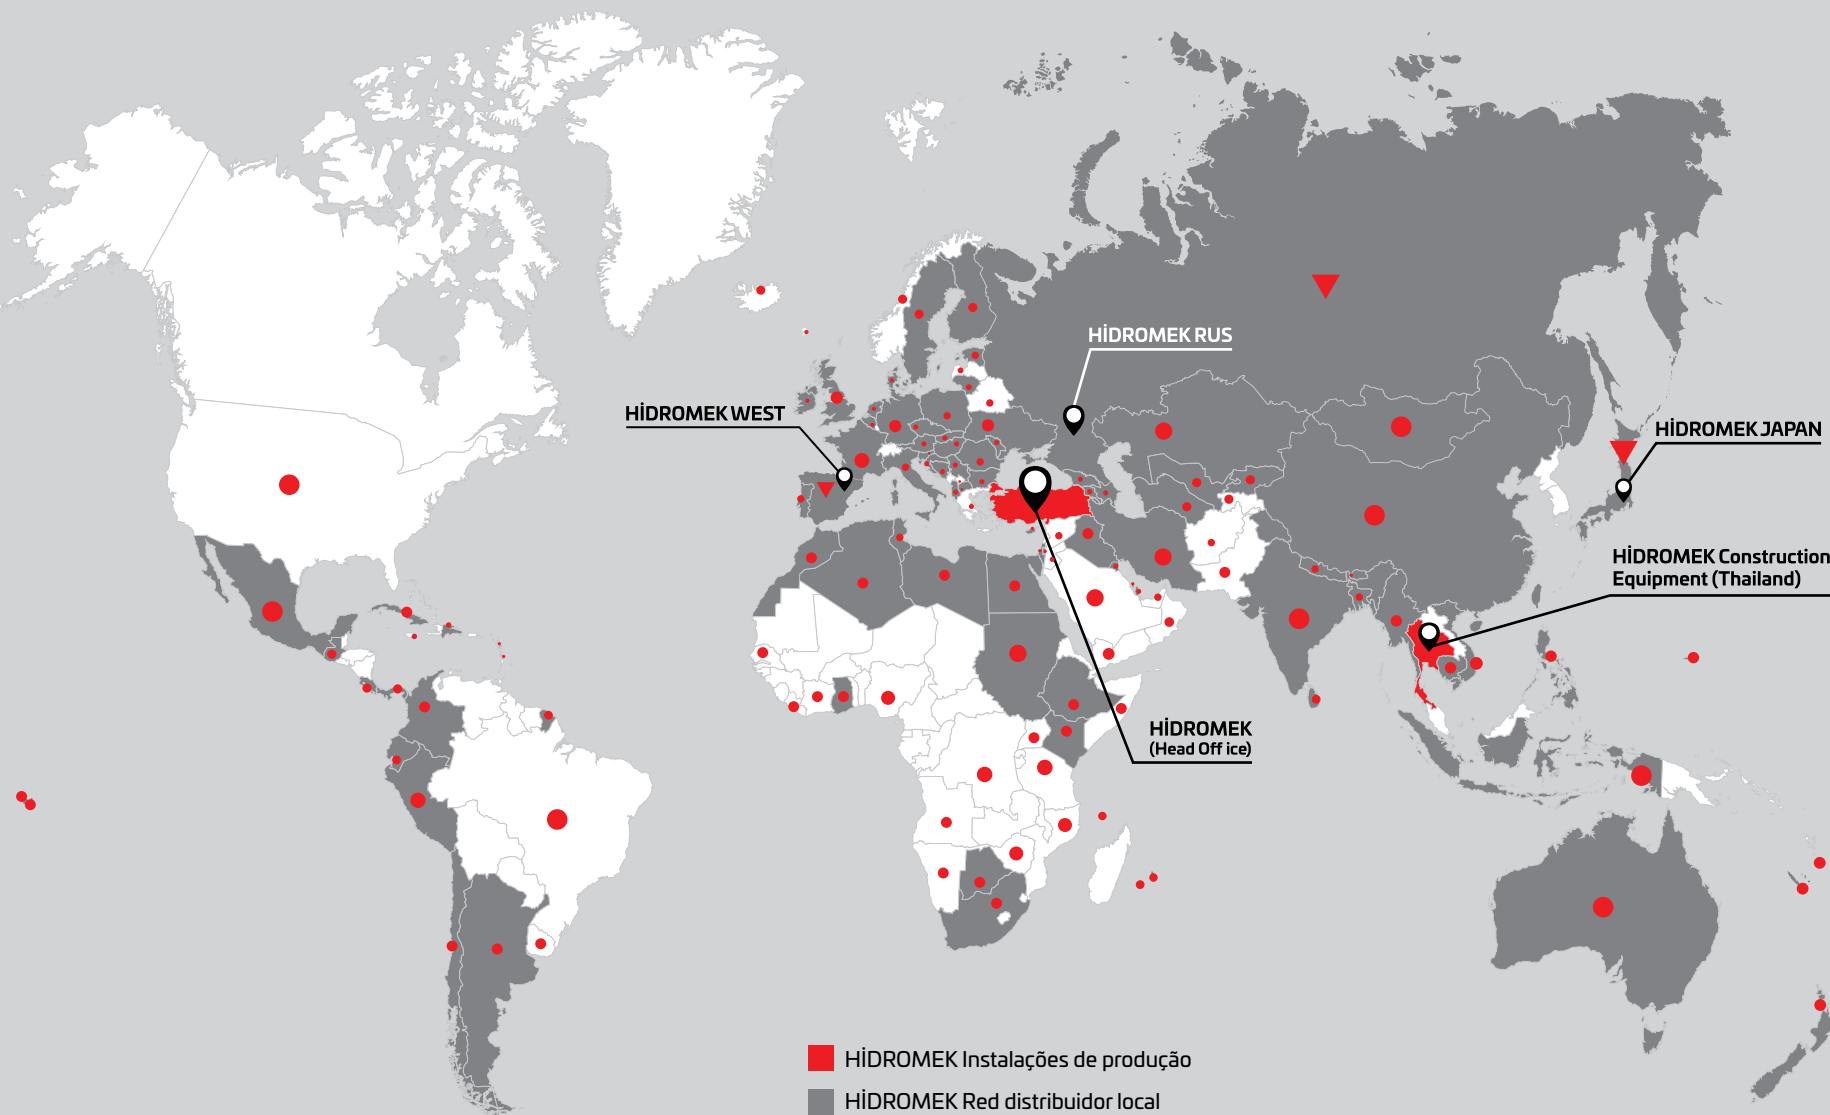 HİDROMEK RUS
HİDROMEK WEST
HİDROMEK JAPAN
HİDROMEK Construction
Equipment (Thailand)
HİDROMEK
(Head Off ice)
HİDROMEK Instalações de produção
HİDROMEK Red distribuidor local